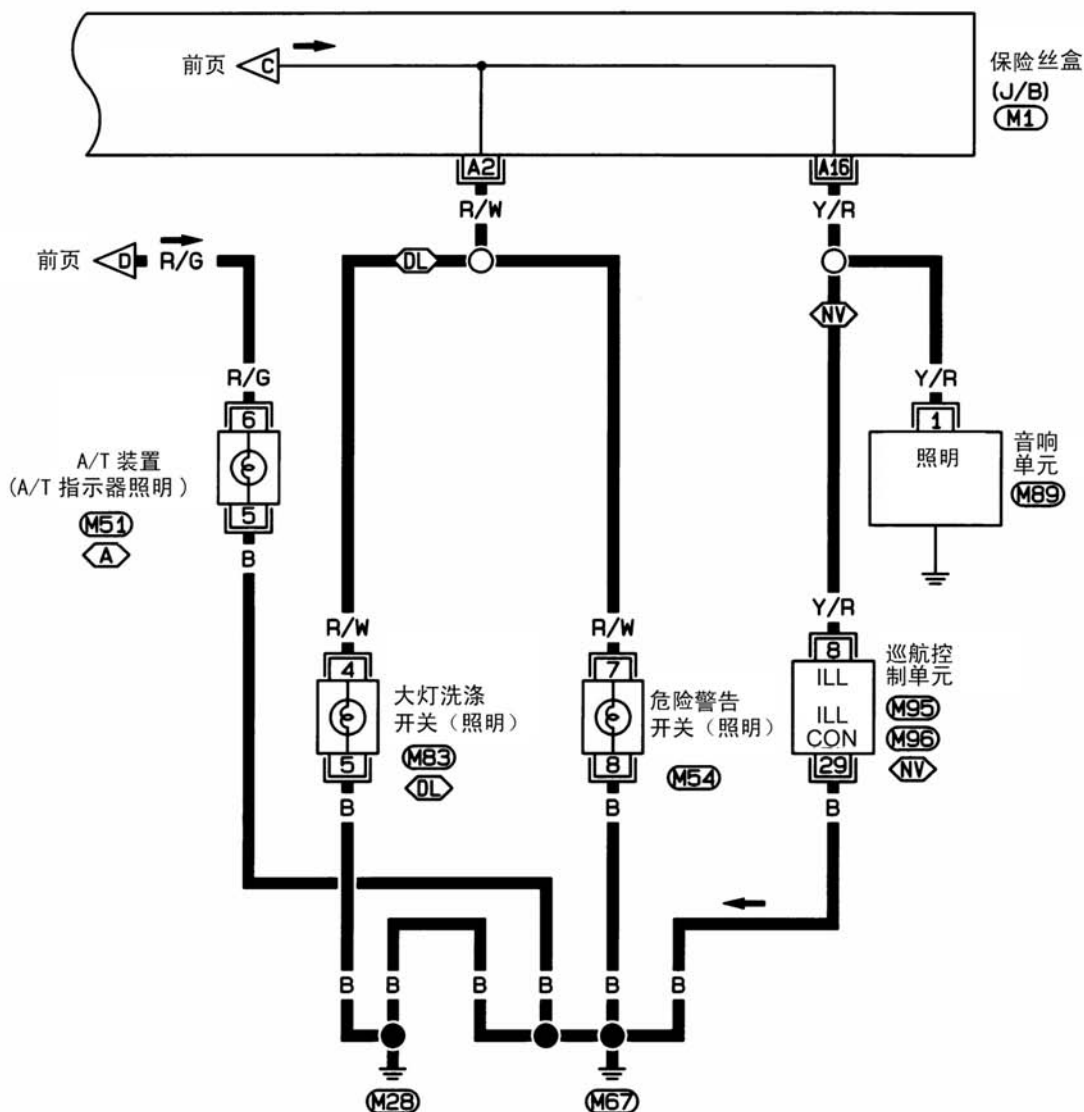 前页
C
保险丝盒
(J/B)
M1
A2
A16
R/W
Y/R
前页
D
R/G
DL
NV
R/G
Y/R
6
1
A/T 装置
(A/T 指示器照明)
照明
音响
单元
M89
M51
A
5
B
R/W
R/W
Y/R
4
7
8
大灯洗涤
开关（照明）
M83
DL
危险警告
开关（照明）
M54
ILL
ILL
CON
巡航控
制单元
M95
M96
NV
5
8
29
B
B
B
B
B
B
B
B
B
M28
M67